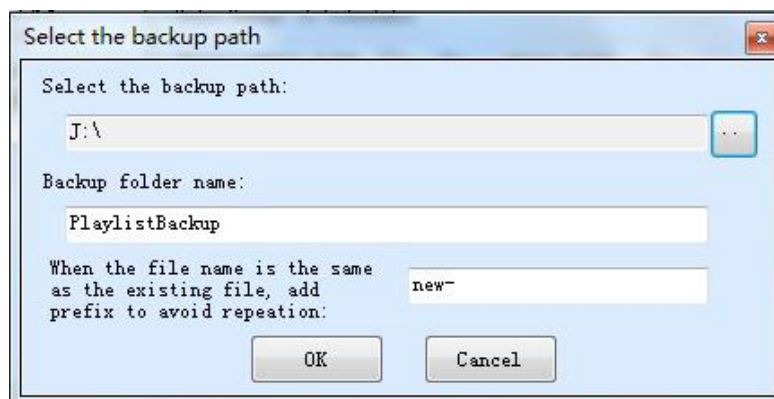 Select the backup path
Select the backup path:
J:\
..
Backup folder name:
PlaylistBackup
When the file name is the same
as the existing file, add
prefix to avoid repeation:
new-
OK
Cancel